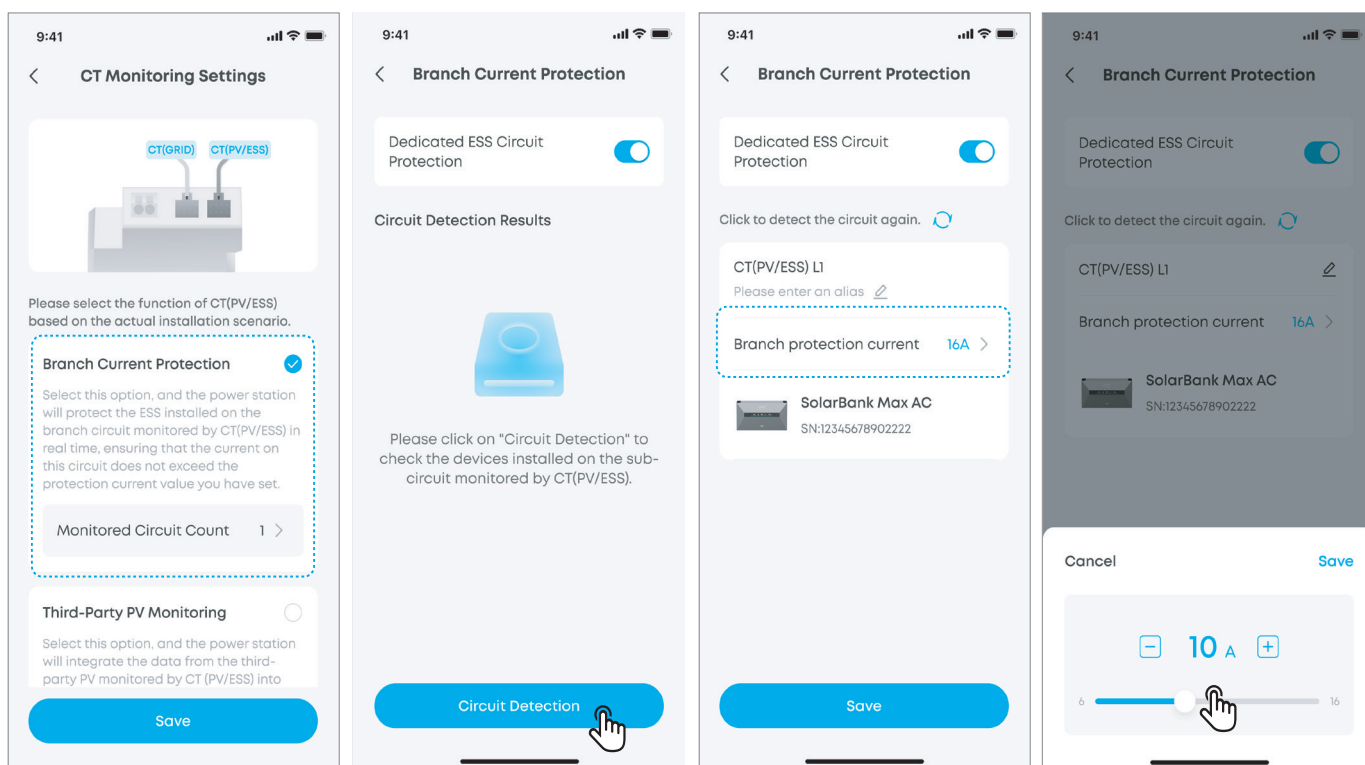 9:41
CT Monitoring Settings
CT(GRID)
CT(PV/ESS)
Please select the function of CT(PV/ESS)
based on the actual installation scenario.
Branch Current Protection
Select this option, and the power station
will protect the ESS installed on the
branch circuit monitored by CT(PV/ESS) in
real time, ensuring that the current on
this circuit does not exceed the
protection current value you have set.
Monitored Circuit Count 1
Third-Party PV Monitoring
Select this option, and the power station
will integrate the data from the third-
party PV monitored by CT (PV/ESS) into
Save
9:41
Branch Current Protection
Dedicated ESS Circuit
Protection
Circuit Detection Results
Please click on "Circuit Detection" to
check the devices installed on the sub-
circuit monitored by CT(PV/ESS).
Circuit Detection
9:41
Branch Current Protection
Dedicated ESS Circuit
Protection
Click to detect the circuit again.
CT(PV/ESS) L1
Please enter an alias
Branch protection current 16A
SolarBank Max AC
SN:12345678902222
Save
9:41
Branch Current Protection
Dedicated ESS Circuit
Protection
Click to detect the circuit again.
CT(PV/ESS) L1
Branch protection current 16A
SolarBank Max AC
SN:12345678902222
Cancel
Save
10 A
6
16